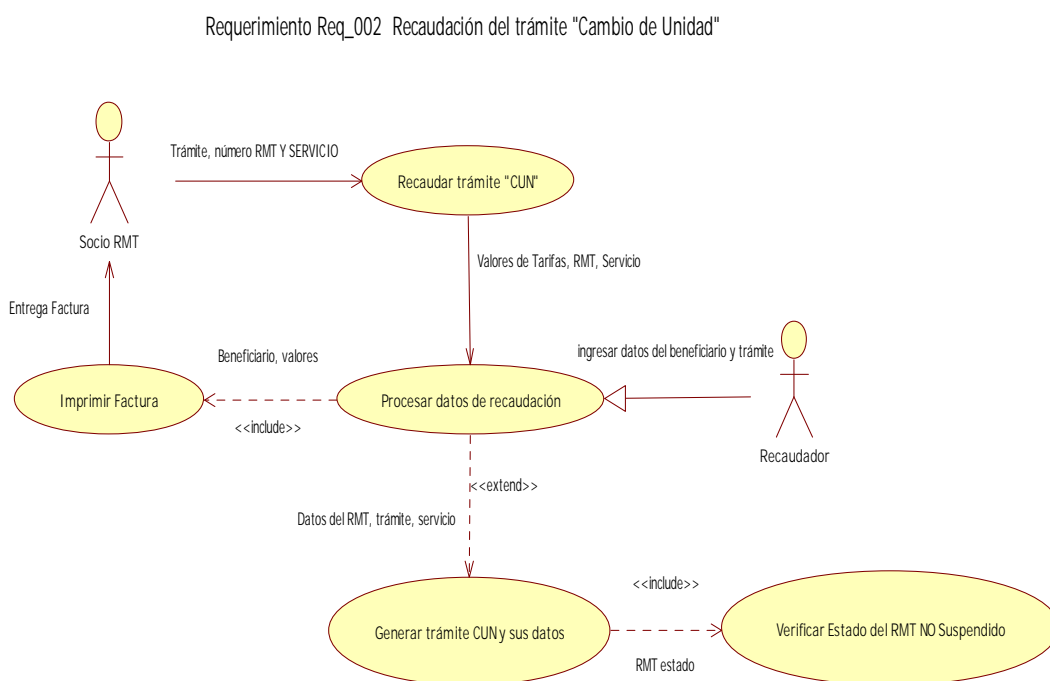 Requerimiento Req_002 Recaudación del trámite "Cambio de Unidad"
Trámite, número RMT Y SERVICIO
Recaudar trámite "CUN"
Socio RMT
Valores de Tarifas, RMT, Servicio
Entrega Factura
Beneficiario, valores
ingresar datos del beneficiario y trámite
Imprimir Factura
Procesar datos de recaudación
<<include>>
Recaudador
<<extend>>
Datos del RMT, trámite, servicio
<<include>>
Generar trámite CUN y sus datos
Verificar Estado del RMT NO Suspendido
RMT estado